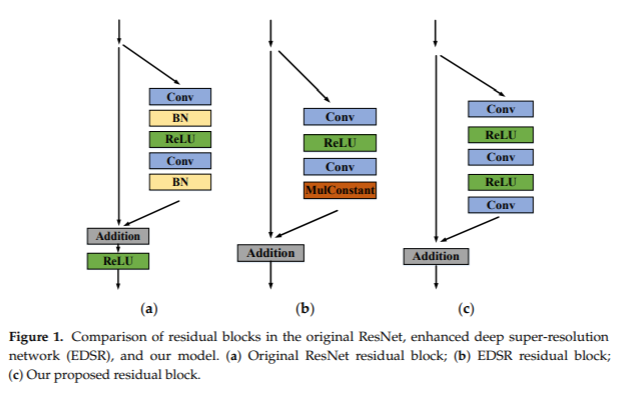 Conv
BN
ReLU
Conv
BN
Addition
ReLU
(a)
Conv
ReLU
Conv
MulConstant
Addition
(b)
Conv
ReLU
Conv
ReLU
Conv
Addition
(c)
Figure 1. Comparison of residual blocks in the original ResNet, enhanced deep super-resolution
network (EDSR), and our model. (a) Original ResNet residual block; (b) EDSR residual block;
(c) Our proposed residual block.